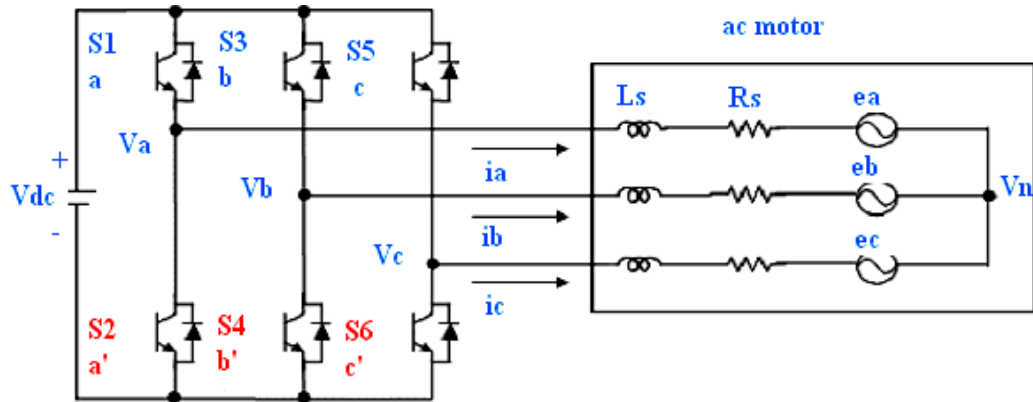 ac motor
S1
a
S3
b
S5
c
Ls
Rs
ea
Va
+
Vdc
-
ia
eb
Vb
Vn
ib
ec
Vc
ic
S2
a'
S4
b'
S6
c'